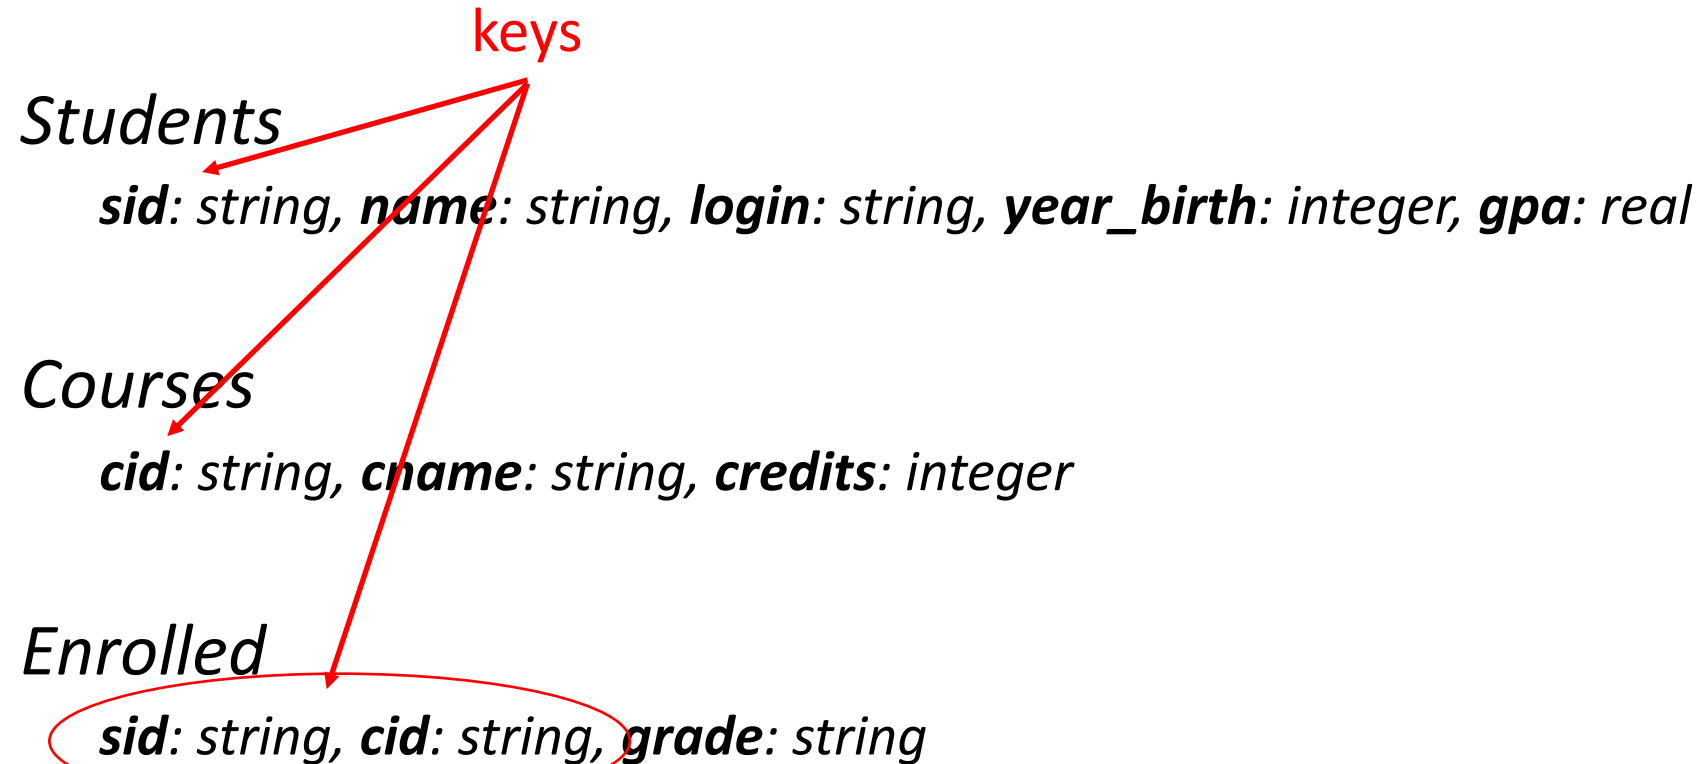 keys
Students
sid: string, name: string, login: string, year_birth: integer, gpa: real
Courses
cid: string, cname: string, credits: integer
Enrolled
sid: string, cid: string, grade: string